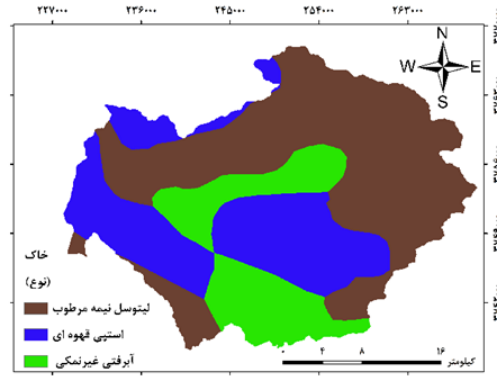 ۲۲۷۰۰۰ ۲۳۶۰۰۰ ۲۴۵۰۰۰ ۲۵۴۰۰۰ ۲۶۳۰۰۰
N
W E
S
خاک
(نوع)
لیتوسل نیمه مرطوب
استپی قهوه ای
آبرفتی غیرنمکی
۰ ۴ ۸ ۱۶
کیلومتر